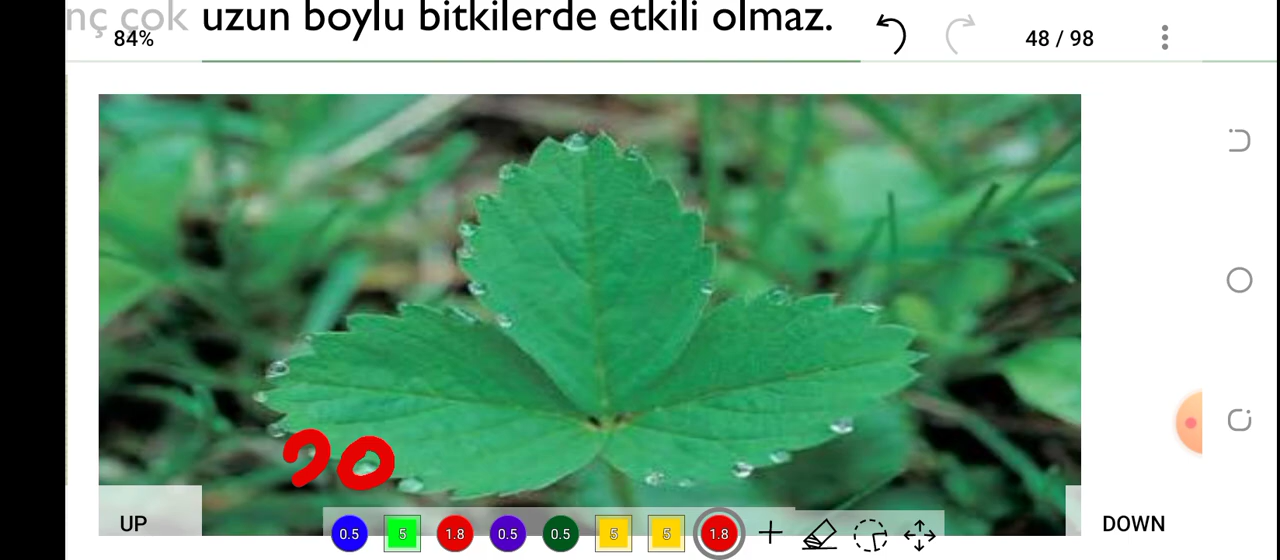 nç çok uzun boylu bitkilerde etkili olmaz.
84%
48 / 98
UP
DOWN
0.5 5 1.8 0.5 0.5 5 5 1.8